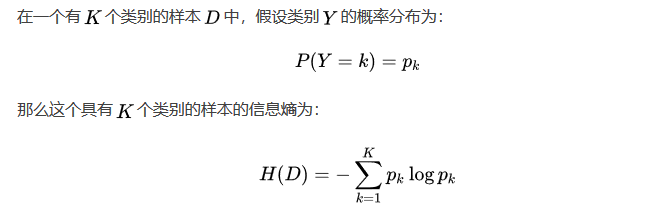 在一个有 K 个类别的样本 D 中，假设类别 Y 的概率分布为：
P(Y = k) = p_k
那么这个具有 K 个类别的样本的信息熵为：
H(D) = − ∑_{k=1}^{K} p_k log p_k